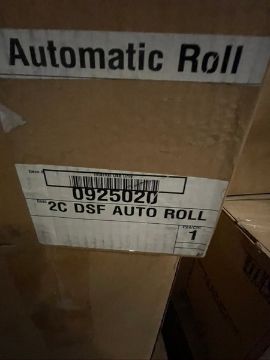 Automatic Roll
0925020
2C DSF AUTO ROLL
1